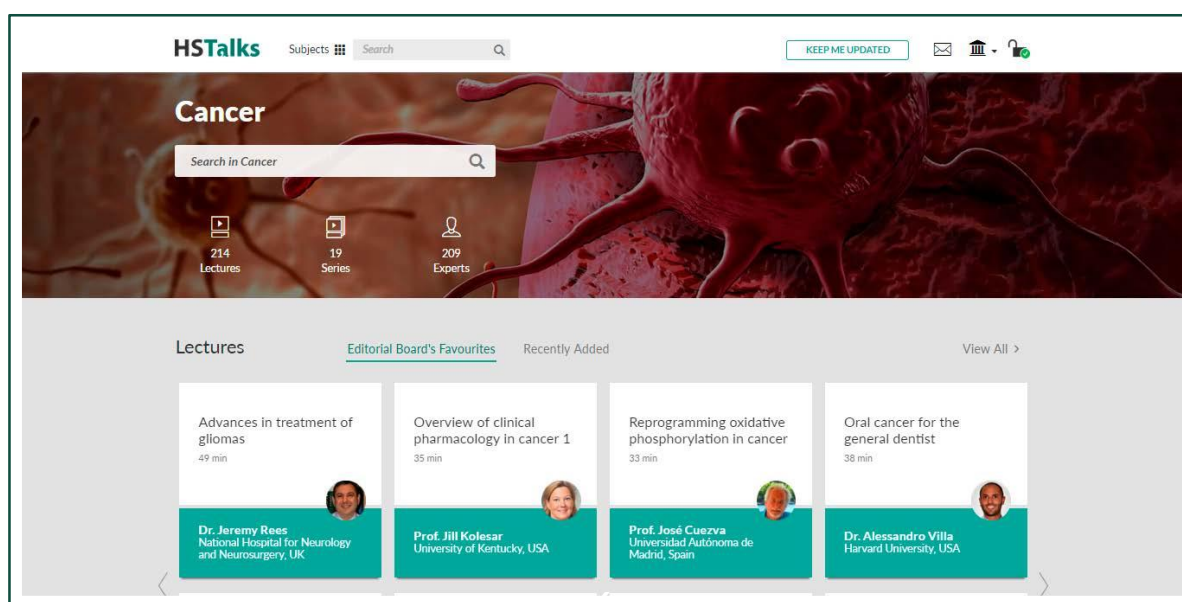 HSTalks Subjects Search KEEP ME UPDATED
Cancer
Search in Cancer
214
Lectures
19
Series
209
Experts
Lectures Editorial Board's Favourites Recently Added View All >
Advances in treatment of
gliomas
49 min
Dr. Jeremy Rees
National Hospital for Neurology
and Neurosurgery, UK
Overview of clinical
pharmacology in cancer 1
35 min
Prof. Jill Kolesar
University of Kentucky, USA
Reprogramming oxidative
phosphorylation in cancer
33 min
Prof. José Cuezva
Universidad Autónoma de
Madrid, Spain
Oral cancer for the
general dentist
38 min
Dr. Alessandro Villa
Harvard University, USA